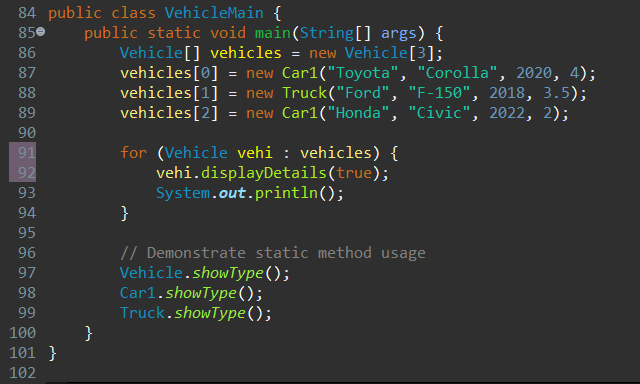 84 public class VehicleMain {
85 public static void main(String[] args) {
86 Vehicle[] vehicles = new Vehicle[3];
87 vehicles[0] = new Car1("Toyota", "Corolla", 2020, 4);
88 vehicles[1] = new Truck("Ford", "F-150", 2018, 3.5);
89 vehicles[2] = new Car1("Honda", "Civic", 2022, 2);
90
91 for (Vehicle vehi : vehicles) {
92 vehi.displayDetails(true);
93 System.out.println();
94 }
95
96 // Demonstrate static method usage
97 Vehicle.showType();
98 Car1.showType();
99 Truck.showType();
100 }
101 }
102